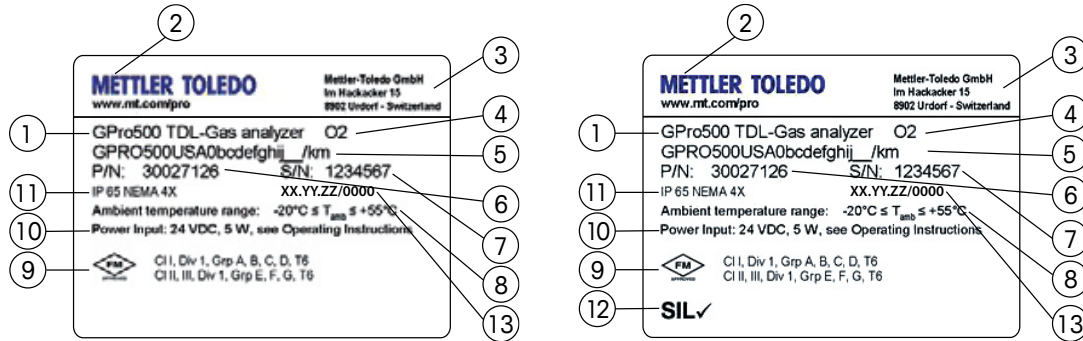 2
METTLER TOLEDO
www.mt.com/pro
Mettler-Toledo GmbH
Im Hackacker 15
8902 Urdorf - Switzerland
3
1
GPro500 TDL-Gas analyzer O2
4
GPRO500USA0bcdefghij__/km
5
P/N: 30027126 S/N: 1234567
6
11
IP 65 NEMA 4X XX.YY.ZZ/0000
Ambient temperature range: -20°C ≤ Tamb ≤ +55°C
7
10
Power Input: 24 VDC, 5 W, see Operating Instructions
8
9
FM
APPROVED
Cl I, Div 1, Grp A, B, C, D, T6
Cl II, III, Div 1, Grp E, F, G, T6
13
2
METTLER TOLEDO
www.mt.com/pro
Mettler-Toledo GmbH
Im Hackacker 15
8902 Urdorf - Switzerland
3
1
GPro500 TDL-Gas analyzer O2
4
GPRO500USA0bcdefghij__/km
5
P/N: 30027126 S/N: 1234567
6
11
IP 65 NEMA 4X XX.YY.ZZ/0000
Ambient temperature range: -20°C ≤ Tamb ≤ +55°C
7
10
Power Input: 24 VDC, 5 W, see Operating Instructions
8
9
FM
APPROVED
Cl I, Div 1, Grp A, B, C, D, T6
Cl II, III, Div 1, Grp E, F, G, T6
12
SIL✓
13